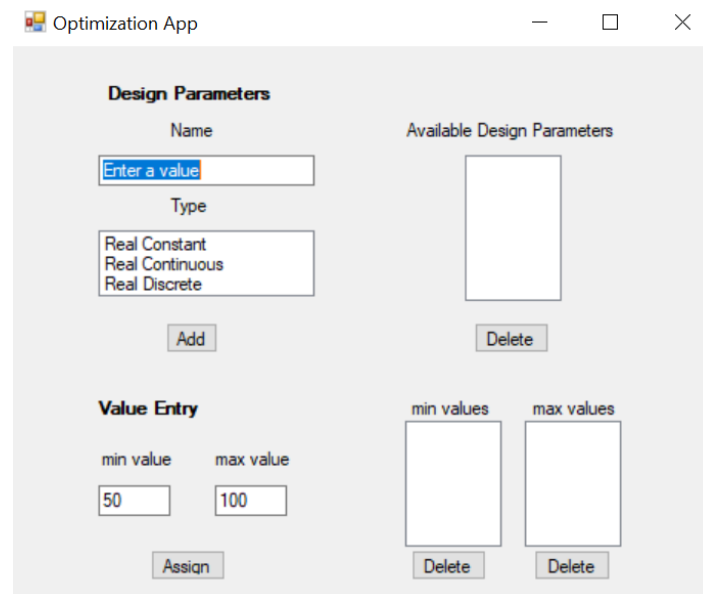 Optimization App
Design Parameters
Name
Available Design Parameters
Enter a value
Type
Real Constant
Real Continuous
Real Discrete
Add
Delete
Value Entry
min values
max values
min value
max value
50
100
Assign
Delete
Delete